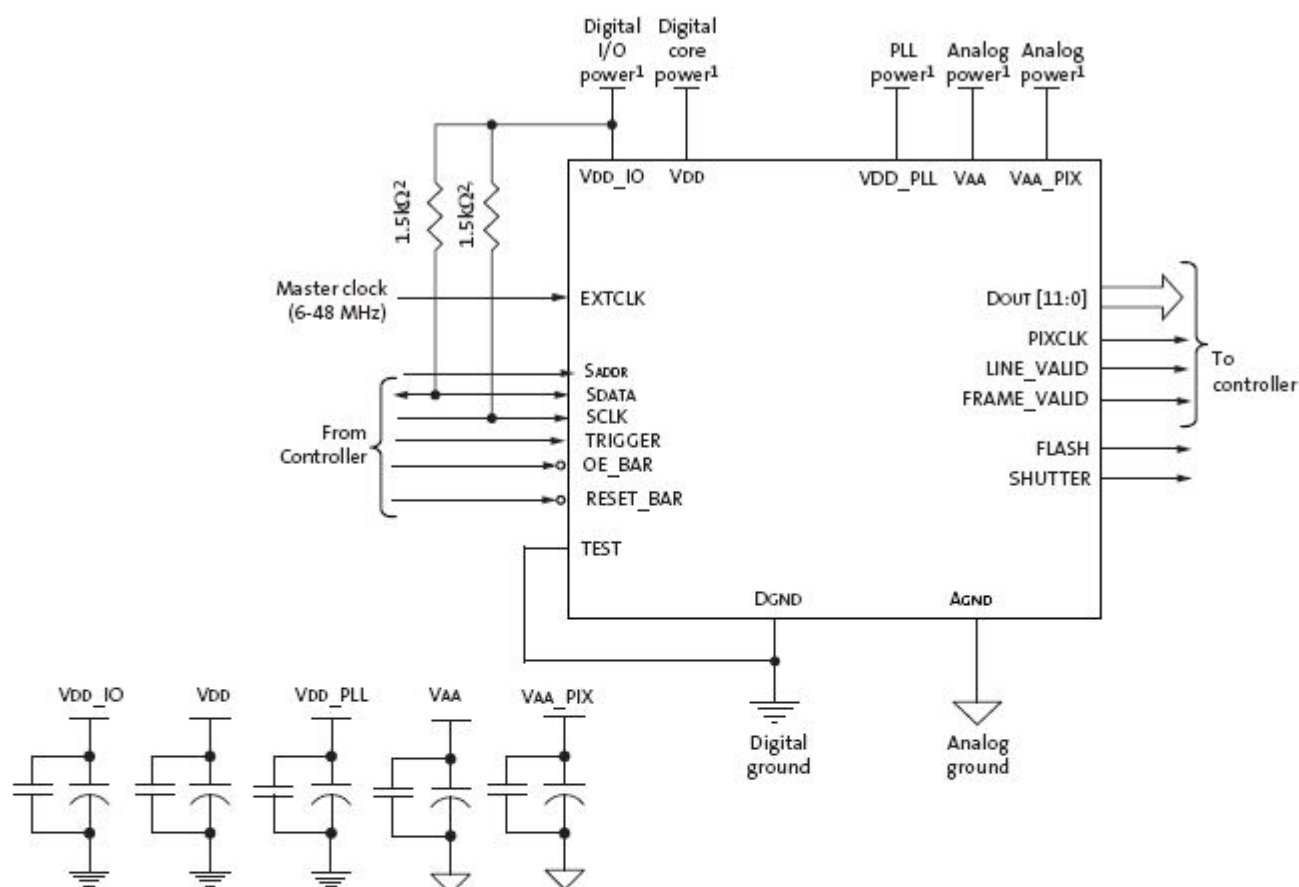 Digital
I/O
power¹
Digital
core
power¹
PLL
power¹
Analog
power¹
Analog
power¹
VDD_IO
VDD
VDD_PLL
VAA
VAA_PIX
1.5kΩ²
1.5kΩ²,
Master clock
(6-48 MHz)
EXTCLK
SADDR
SDATA
SCLK
TRIGGER
OE_BAR
RESET_BAR
TEST
From
Controller
DOUT [11:0]
PIXCLK
LINE_VALID
FRAME_VALID
FLASH
SHUTTER
To
controller
DGND
AGND
Digital
ground
Analog
ground
VDD_IO
VDD
VDD_PLL
VAA
VAA_PIX